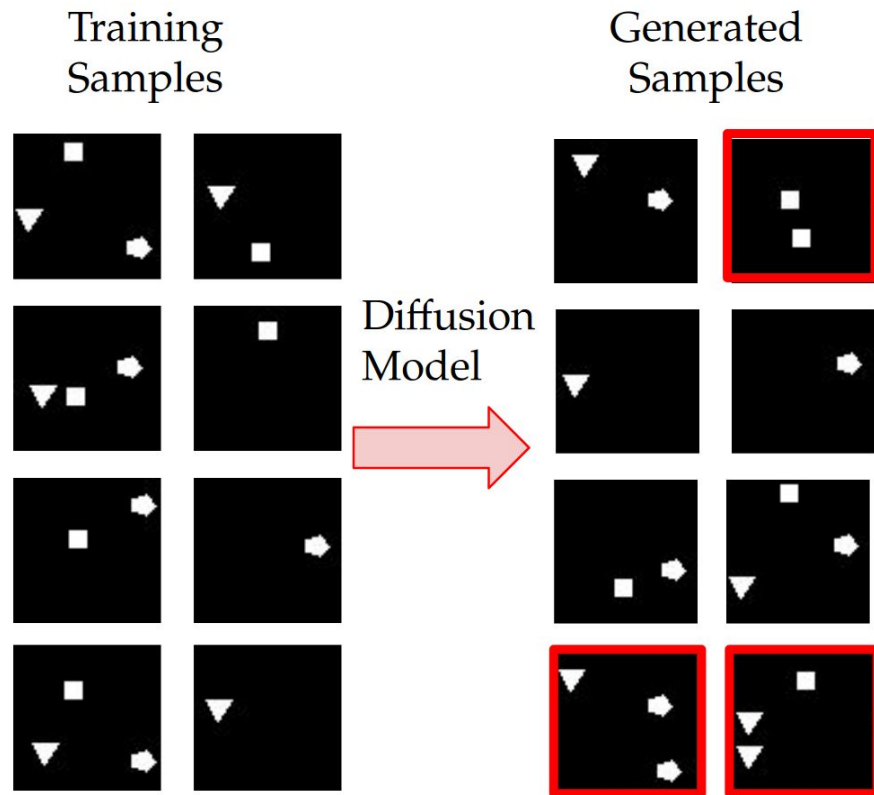 Training
Samples
Generated
Samples
Diffusion
Model